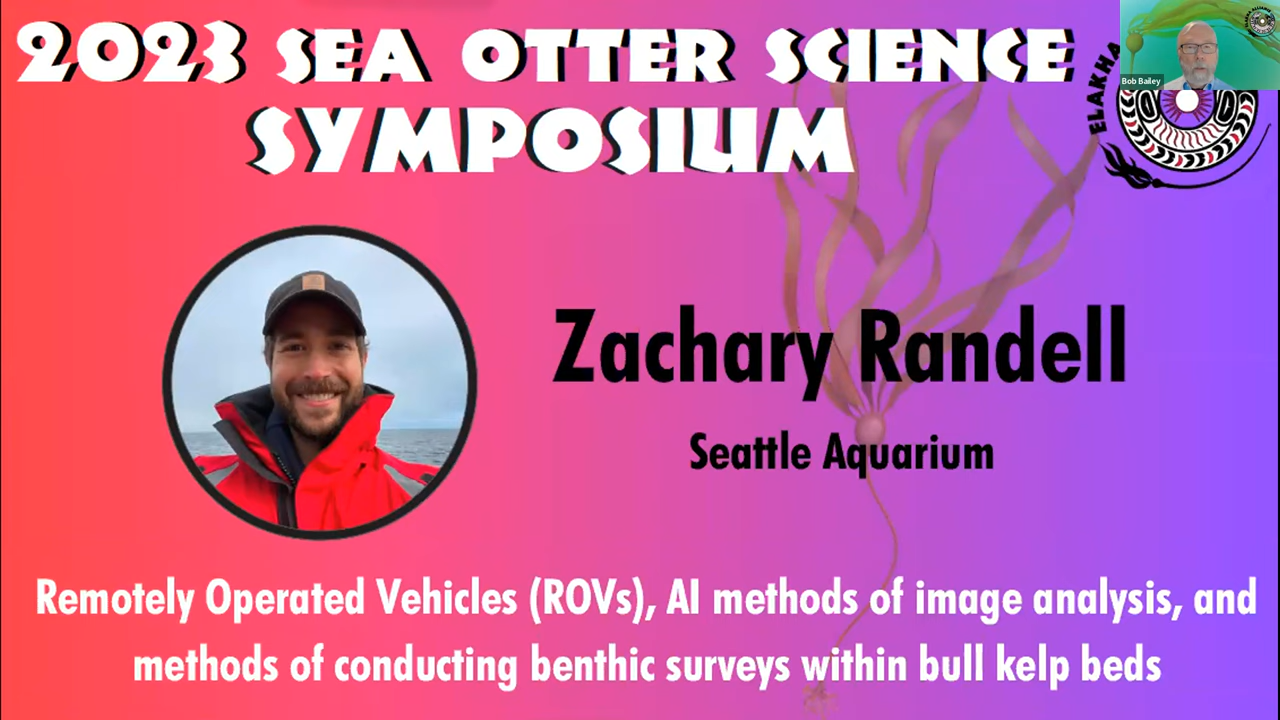 2023 SEA OTTER SCIENCE
SYMPOSIUM
Bob Bailey
ELAKHA
Zachary Randell
Seattle Aquarium
Remotely Operated Vehicles (ROVs), AI methods of image analysis, and
methods of conducting benthic surveys within bull kelp beds